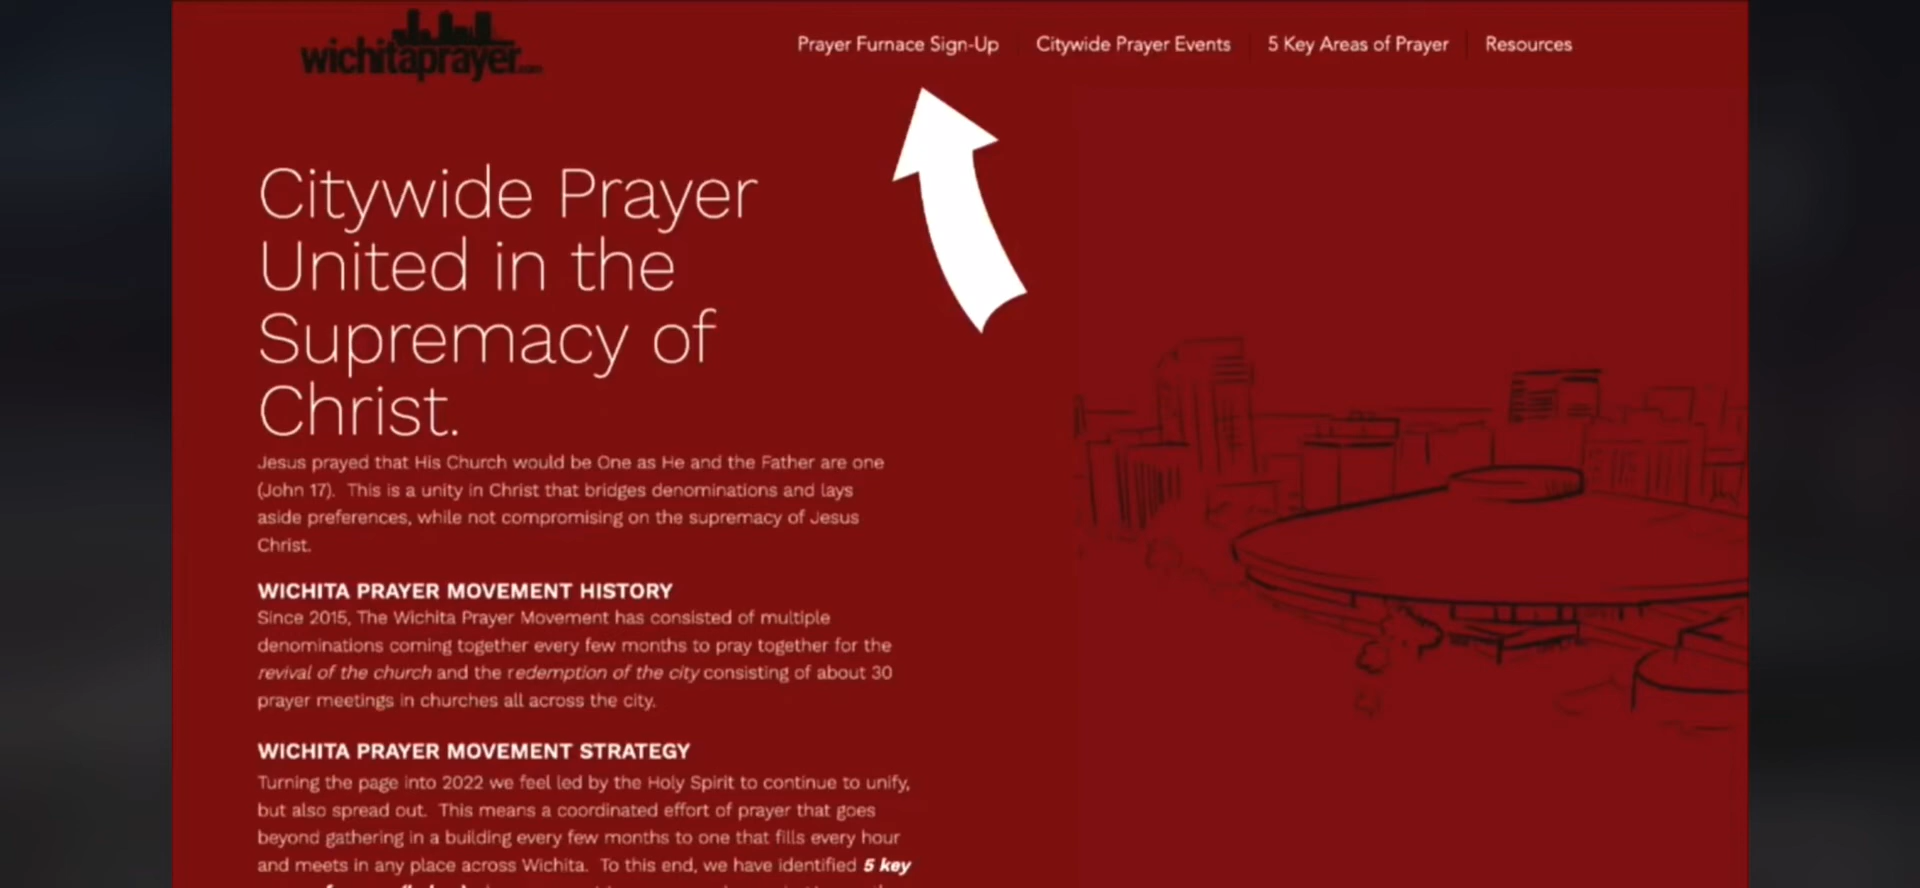 wichitaprayer.com
Prayer Furnace Sign-Up
Citywide Prayer Events
5 Key Areas of Prayer
Resources
Citywide Prayer
United in the
Supremacy of
Christ.
Jesus prayed that His Church would be One as He and the Father are one
(John 17). This is a unity in Christ that bridges denominations and lays
aside preferences, while not compromising on the supremacy of Jesus
Christ.
WICHITA PRAYER MOVEMENT HISTORY
Since 2015, The Wichita Prayer Movement has consisted of multiple
denominations coming together every few months to pray together for the
revival of the church and the redemption of the city consisting of about 30
prayer meetings in churches all across the city.
WICHITA PRAYER MOVEMENT STRATEGY
Turning the page into 2022 we feel led by the Holy Spirit to continue to unify,
but also spread out. This means a coordinated effort of prayer that goes
beyond gathering in a building every few months to one that fills every hour
and meets in any place across Wichita. To this end, we have identified 5 key